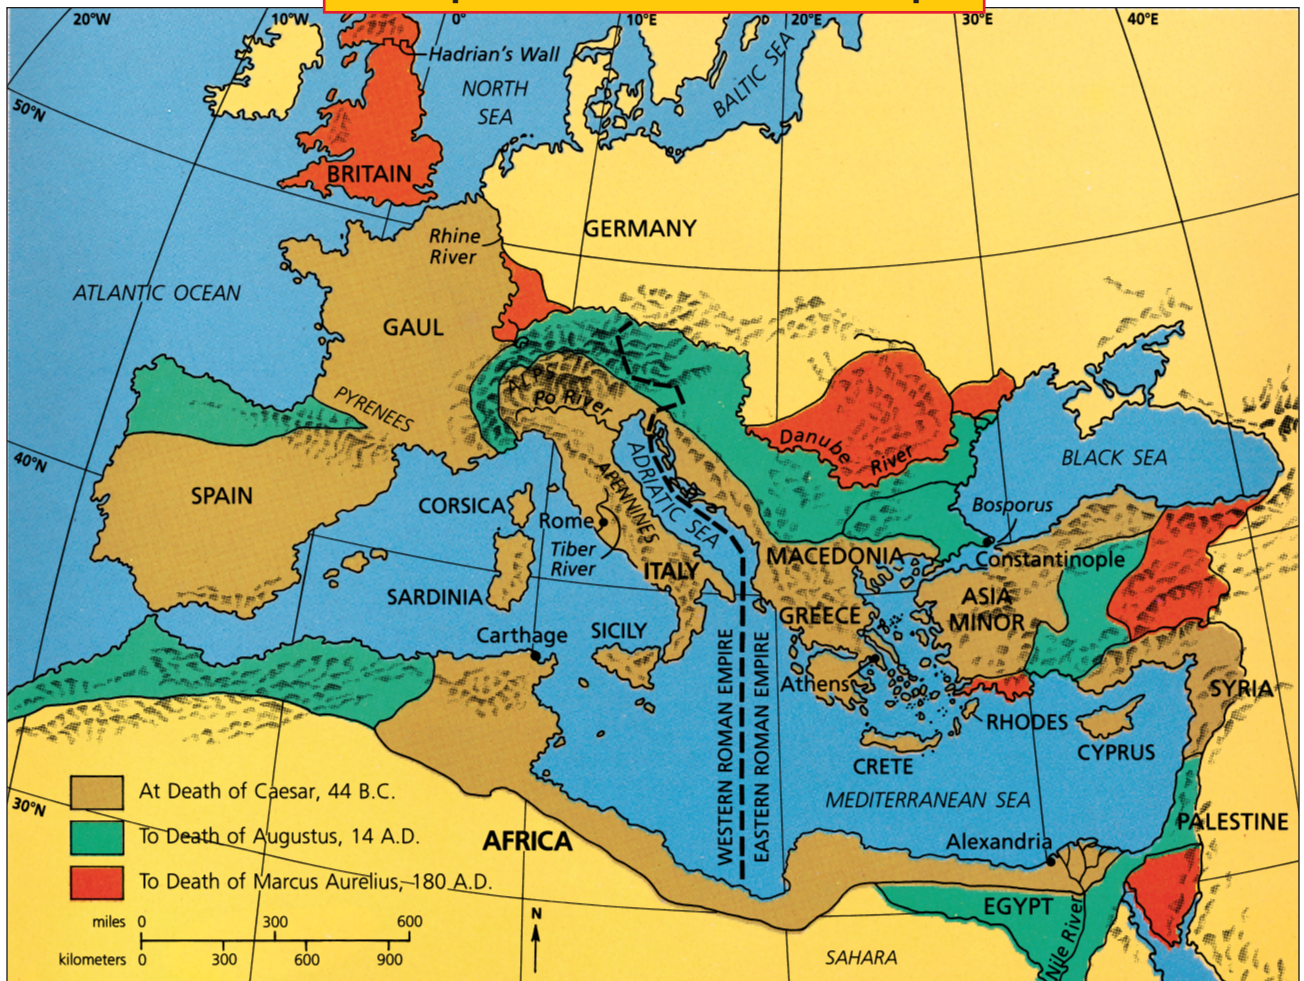 20°W
10°W
0°
10°E
20°E
30°E
40°E
Hadrian's Wall
NORTH
SEA
BALTIC SEA
50°N
BRITAIN
GERMANY
Rhine
River
ATLANTIC OCEAN
GAUL
ALPS
Po River
PYRENEES
Danube
River
BLACK SEA
40°N
SPAIN
CORSICA
ADRIATIC SEA
APENNINES
Rome
Tiber
River
Bosporus
Constantinople
MACEDONIA
ITALY
SARDINIA
ASIA
MINOR
GREECE
Carthage
SICILY
Athens
SYRIA
RHODES
CYPRUS
CRETE
WESTERN ROMAN EMPIRE
EASTERN ROMAN EMPIRE
MEDITERRANEAN SEA
30°N
At Death of Caesar, 44 B.C.
To Death of Augustus, 14 A.D.
To Death of Marcus Aurelius, 180 A.D.
AFRICA
Alexandria
PALESTINE
EGYPT
Nile River
SAHARA
miles 0 300 600
kilometers 0 300 600 900
N